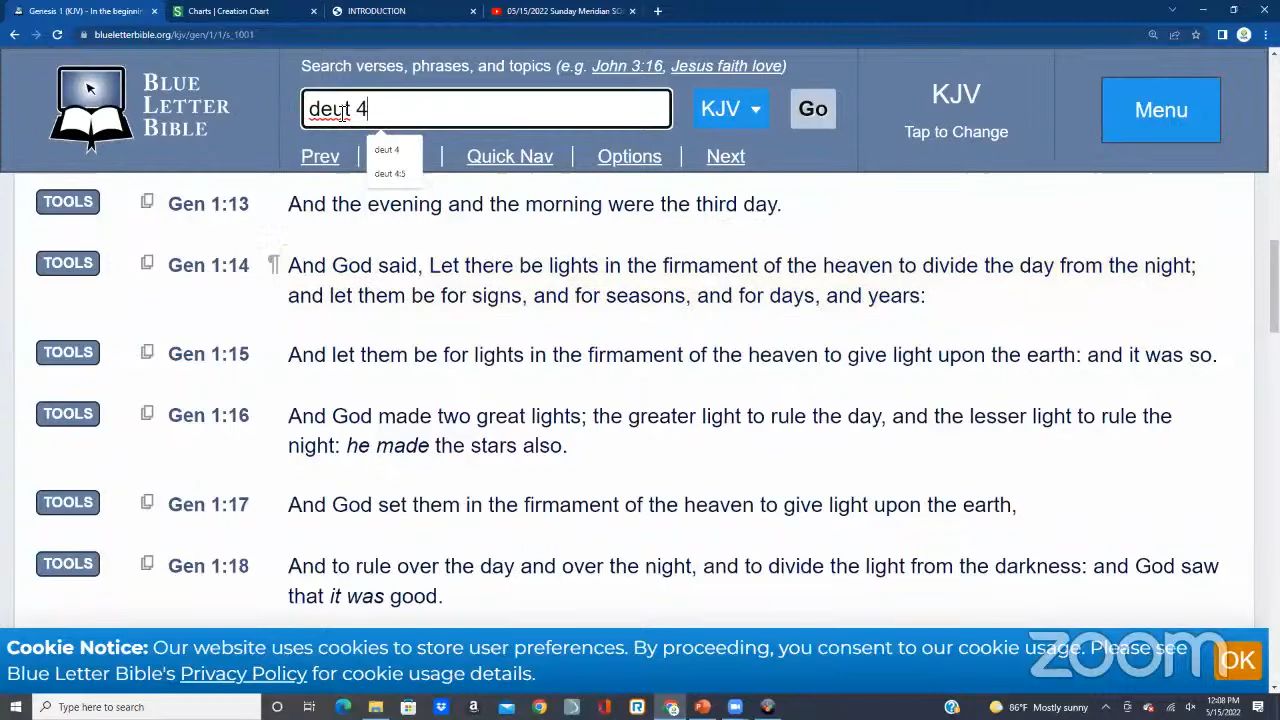 Genesis 1 (KJV) - In the beginnin
Charts | Creation Chart
INTRODUCTION
05/15/2022 Sunday Meridian SO
blueletterbible.org/kjv/gen/1/1/s_1001
BLUE
LETTER
BIBLE
Search verses, phrases, and topics (e.g. John 3:16, Jesus faith love)
deut 4
KJV
Go
deut 4
deut 4:5
Prev
Quick Nav
Options
Next
KJV
Tap to Change
Menu
TOOLS Gen 1:13 And the evening and the morning were the third day.
TOOLS Gen 1:14 ¶ And God said, Let there be lights in the firmament of the heaven to divide the day from the night;
and let them be for signs, and for seasons, and for days, and years:
TOOLS Gen 1:15 And let them be for lights in the firmament of the heaven to give light upon the earth: and it was so.
TOOLS Gen 1:16 And God made two great lights; the greater light to rule the day, and the lesser light to rule the
night: he made the stars also.
TOOLS Gen 1:17 And God set them in the firmament of the heaven to give light upon the earth,
TOOLS Gen 1:18 And to rule over the day and over the night, and to divide the light from the darkness: and God saw
that it was good.
Cookie Notice: Our website uses cookies to store user preferences. By proceeding, you consent to our cookie usage. Please see
Blue Letter Bible's Privacy Policy for cookie usage details.
OK
zoom
Type here to search
86°F Mostly sunny
12:08 PM
5/15/2022